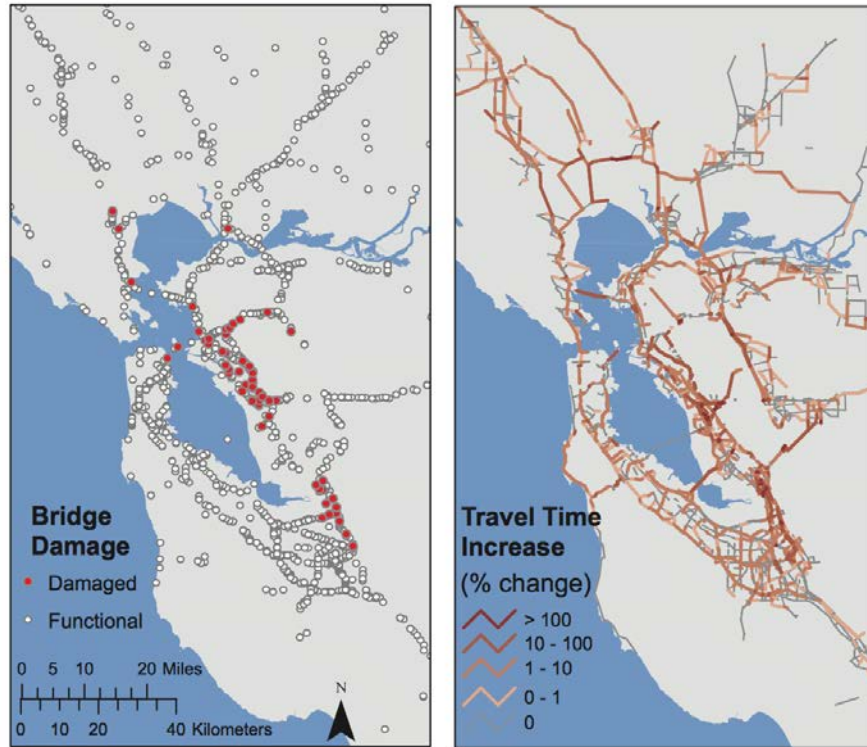 Bridge
Damage
Damaged
Functional
0 5 10 20 Miles
0 10 20 40 Kilometers
N
Travel Time
Increase
(% change)
> 100
10 - 100
1 - 10
0 - 1
0